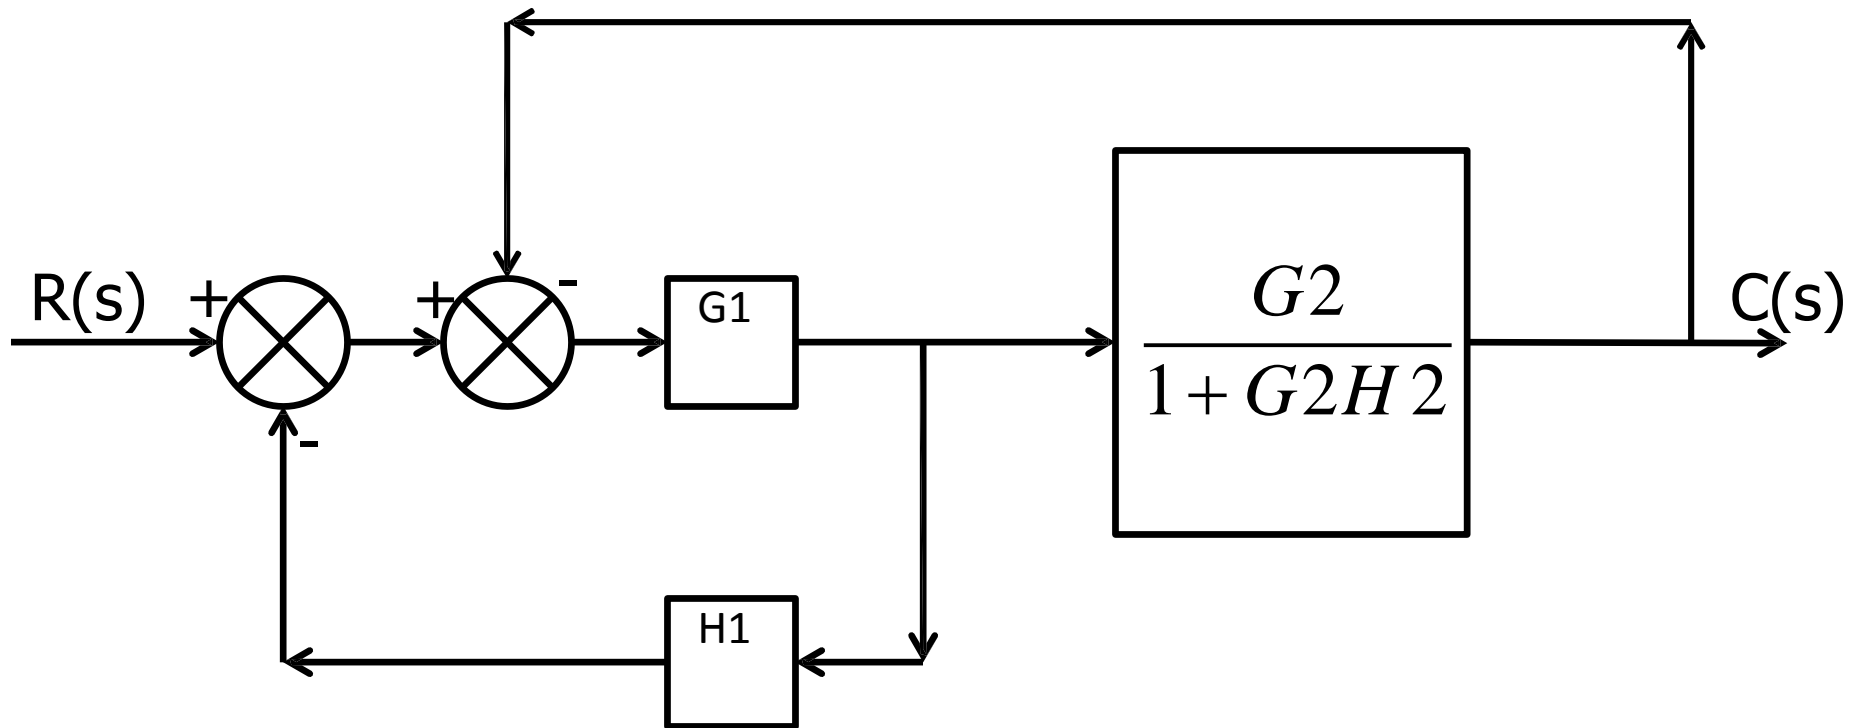 R(s)
+
+
-
G1
G2
1 + G2H 2
C(s)
-
H1